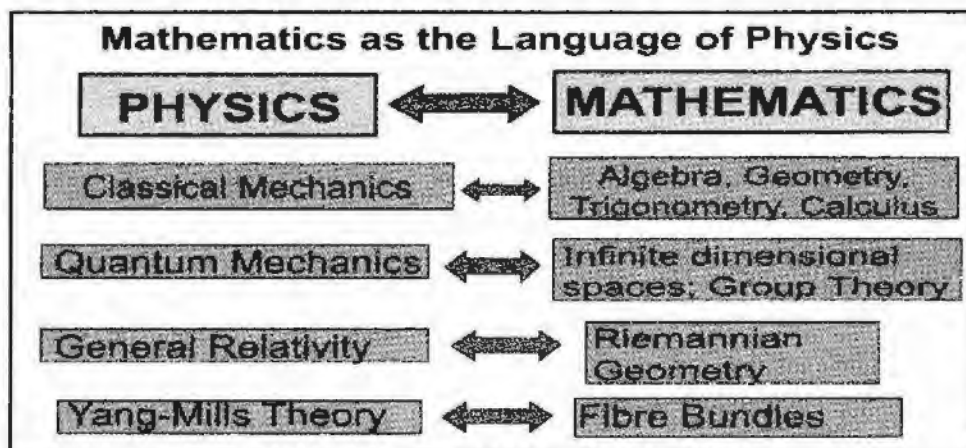 Mathematics as the Language of Physics
PHYSICS MATHEMATICS
Classical Mechanics Algebra, Geometry,
Trigonometry, Calculus
Quantum Mechanics Infinite dimensional
spaces; Group Theory
General Relativity Riemannian
Geometry
Yang-Mills Theory Fibre Bundles